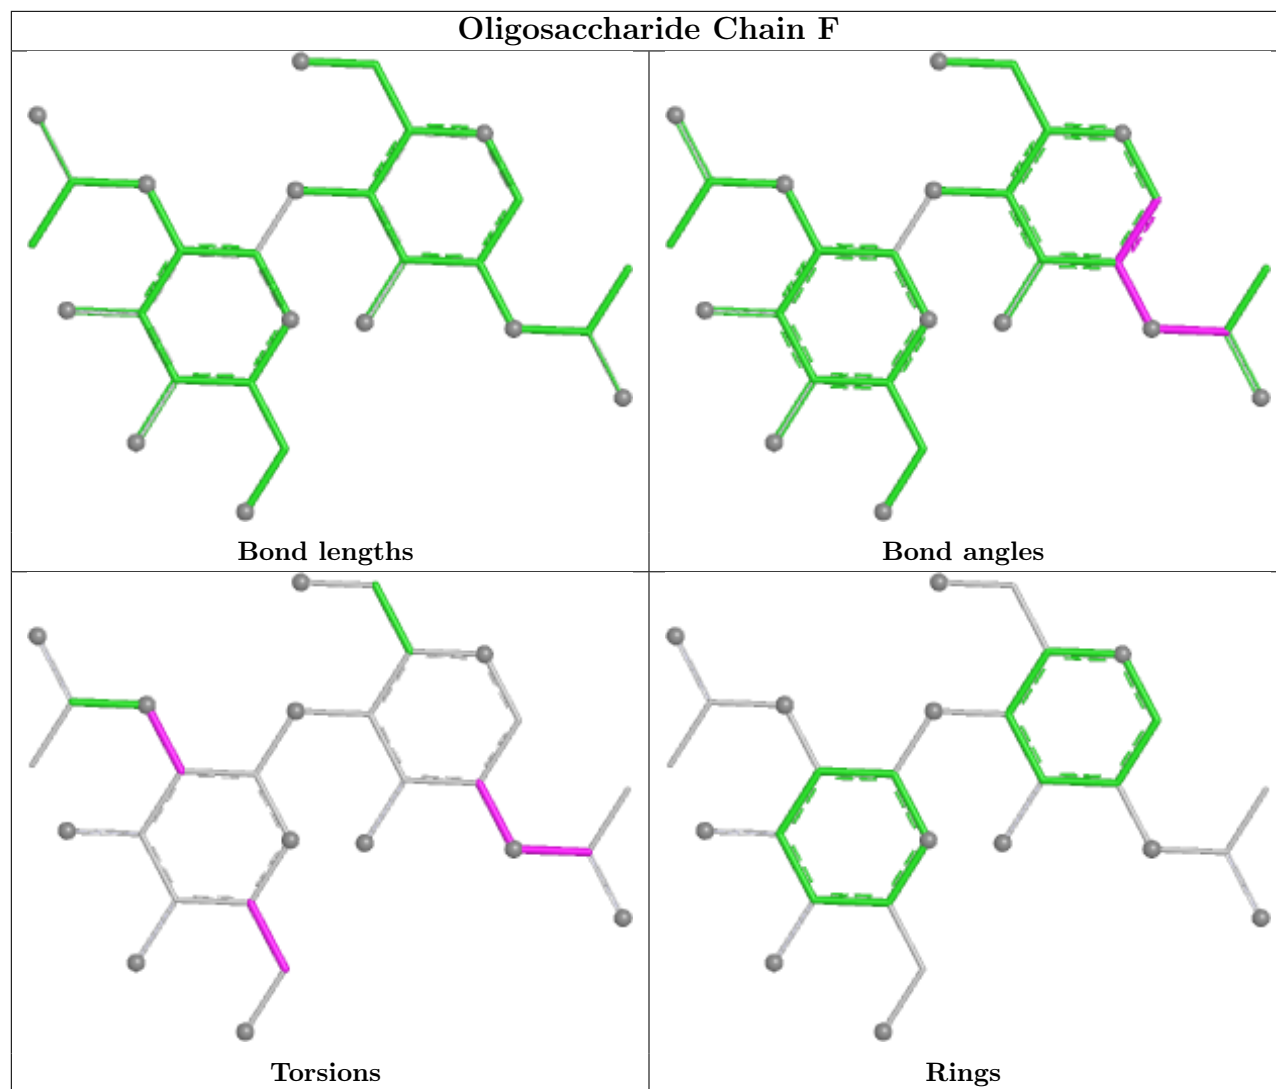 Oligosaccharide Chain F
Bond lengths
Bond angles
Torsions
Rings